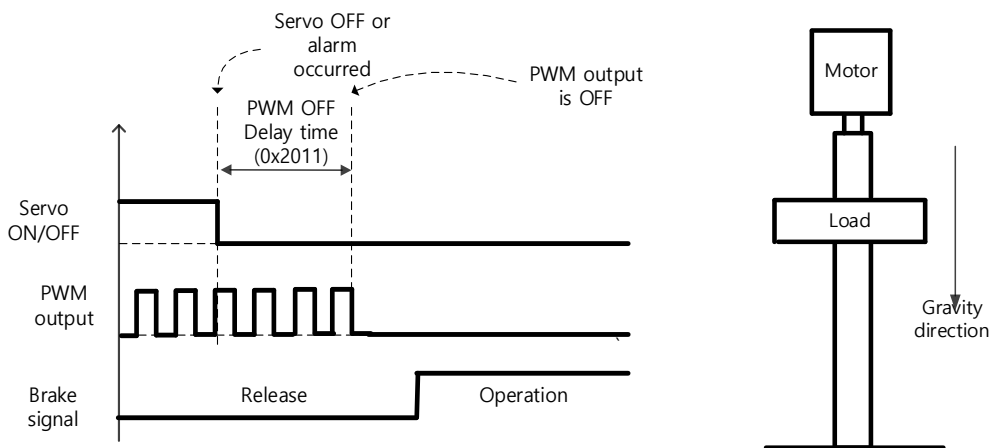 Servo OFF or
alarm
occurred
PWM output
is OFF
PWM OFF
Delay time
(0x2011)
Servo
ON/OFF
PWM
output
Brake
signal
Release
Operation
Motor
Load
Gravity
direction